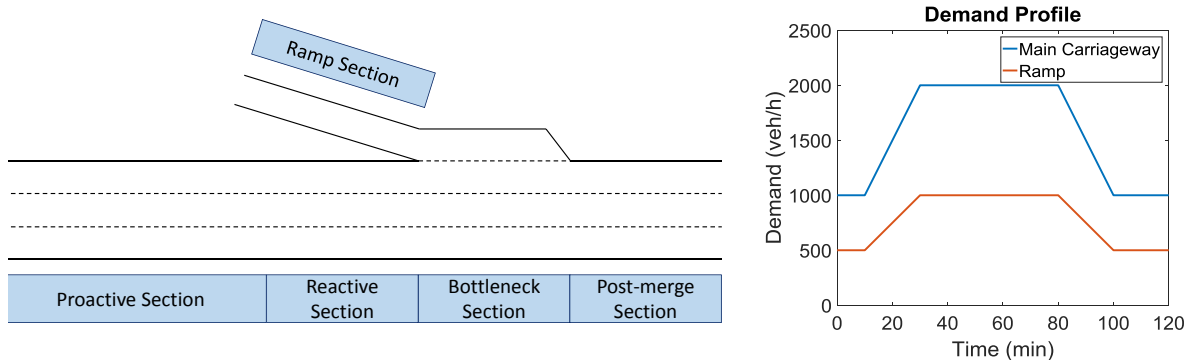 Ramp Section
Proactive Section
Reactive
Section
Bottleneck
Section
Post-merge
Section
Demand Profile
Main Carriageway
Ramp
Demand (veh/h)
2500
2000
1500
1000
500
0
0 20 40 60 80 100 120
Time (min)